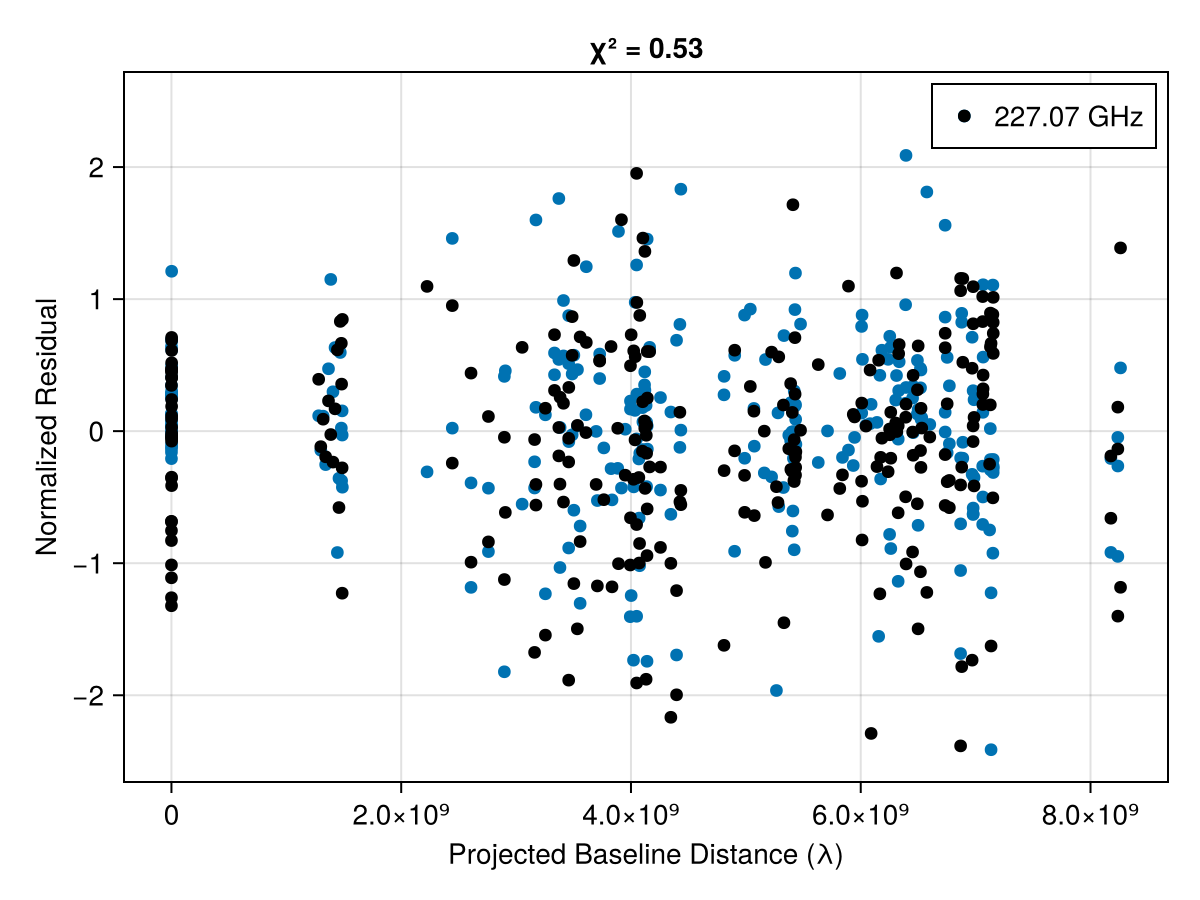 χ² = 0.53
227.07 GHz
Normalized Residual
2
1
0
−1
−2
0
2.0×10⁹
4.0×10⁹
6.0×10⁹
8.0×10⁹
Projected Baseline Distance (λ)